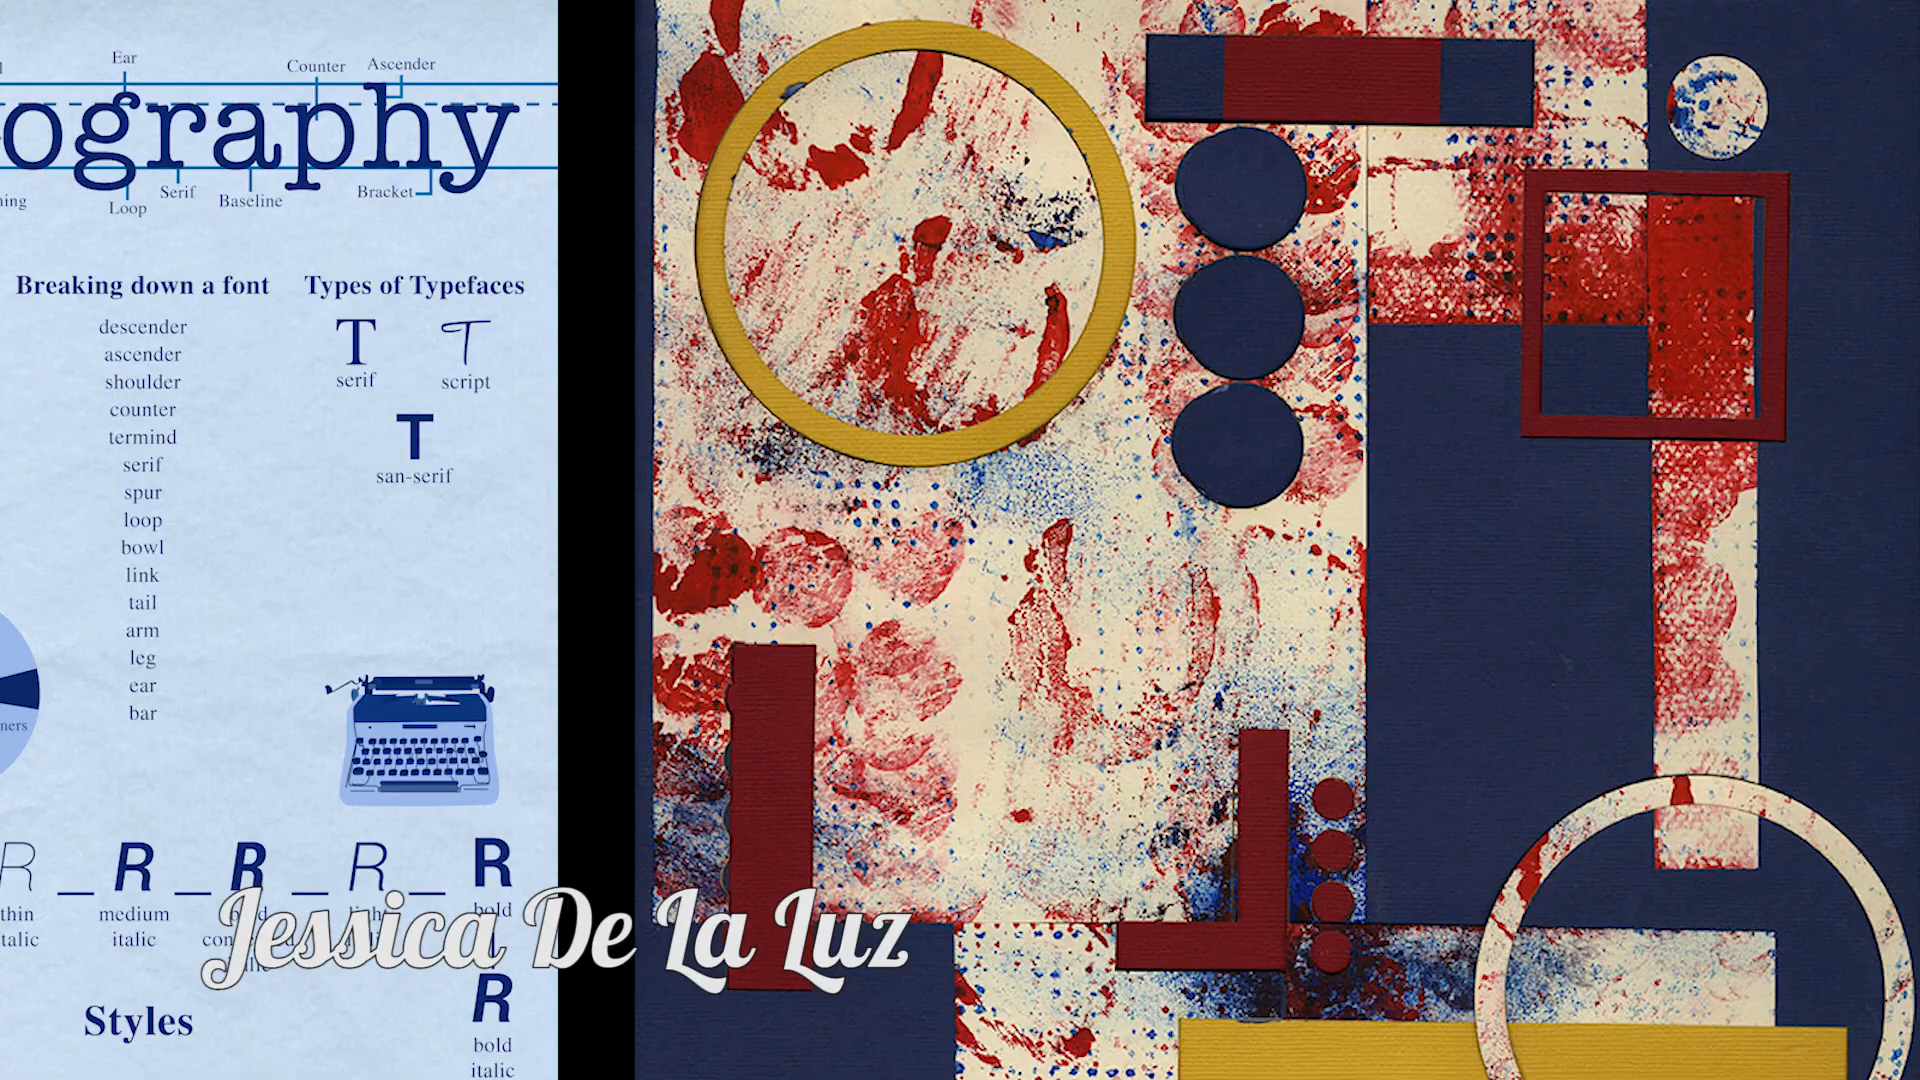 Ear
Counter
Ascender
ography
Loop
Serif
Baseline
Bracket
Breaking down a font
descender
ascender
shoulder
counter
termind
serif
spur
loop
bowl
link
tail
arm
leg
ear
bar
Types of Typefaces
T
serif
T
script
T
san-serif
ners
R _ R _ R _ R _ R
thin
talic
medium
italic
bold
R
bold
italic
Styles
Jessica De La Luz